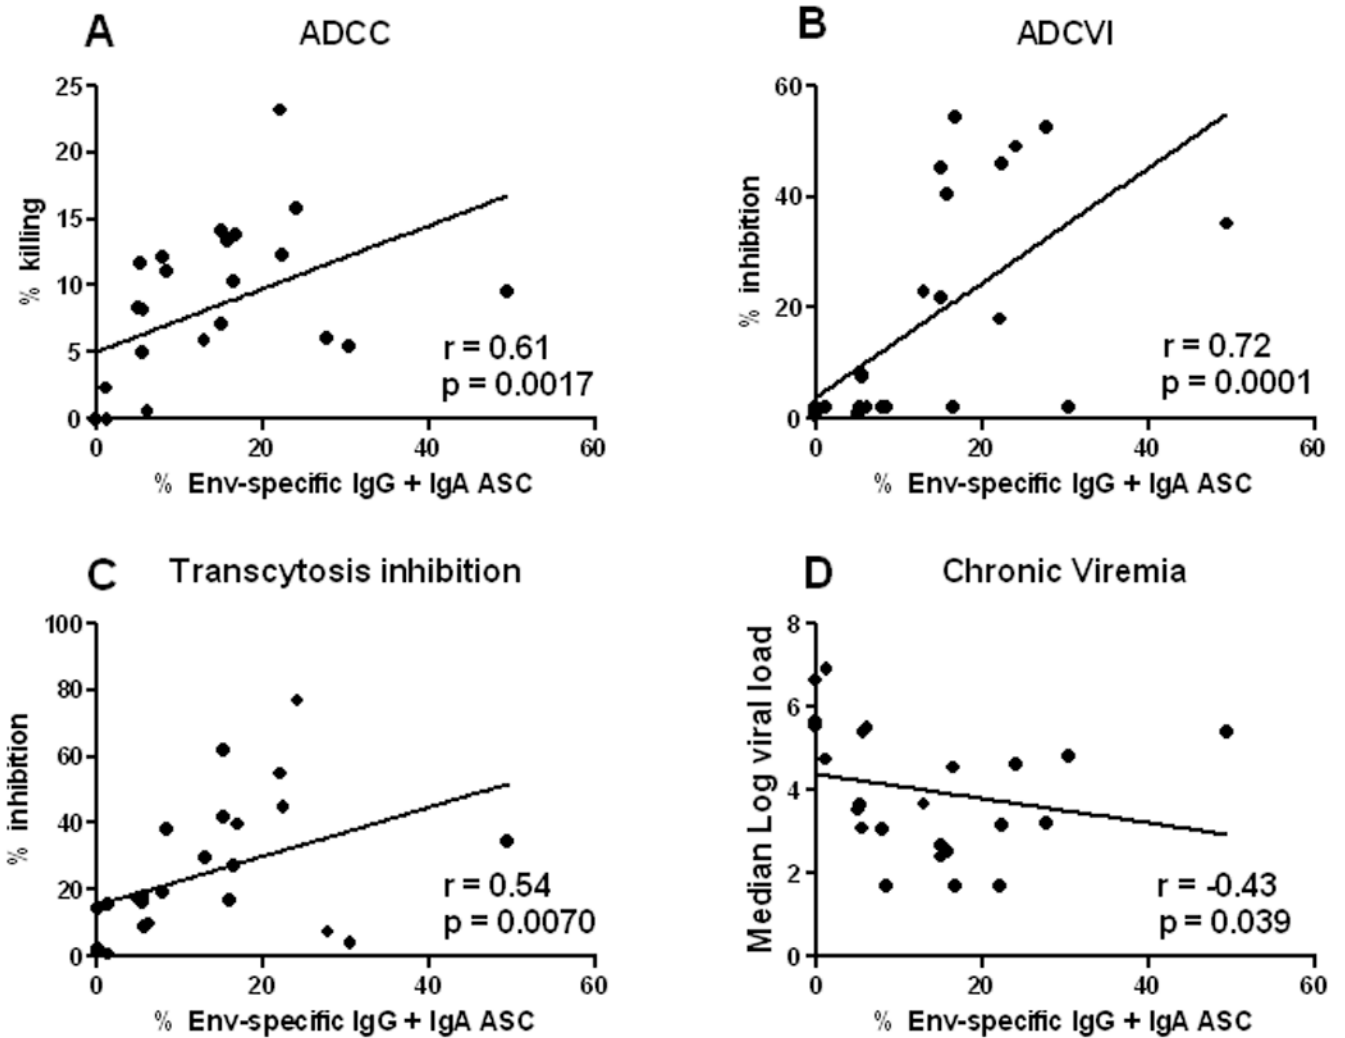 A
ADCC
25
20
15
10
5
0
% killing
r = 0.61
p = 0.0017
0
20
40
60
% Env-specific IgG + IgA ASC
B
ADCVI
60
40
20
0
% inhibition
r = 0.72
p = 0.0001
0
20
40
60
% Env-specific IgG + IgA ASC
C
Transcytosis inhibition
100
80
60
40
20
0
% inhibition
r = 0.54
p = 0.0070
0
20
40
60
% Env-specific IgG + IgA ASC
D
Chronic Viremia
8
6
4
2
0
Median Log viral load
r = -0.43
p = 0.039
0
20
40
60
% Env-specific IgG + IgA ASC